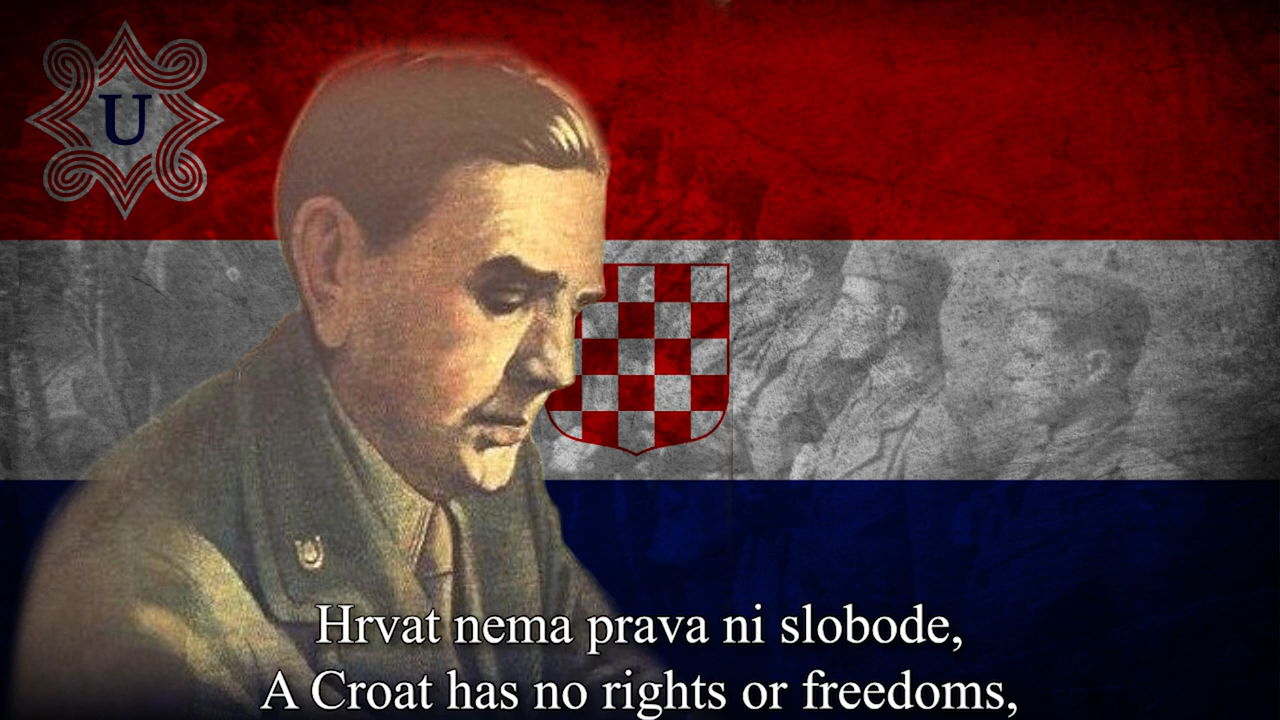 U
Hrvat nema prava ni slobode,
A Croat has no rights or freedoms,